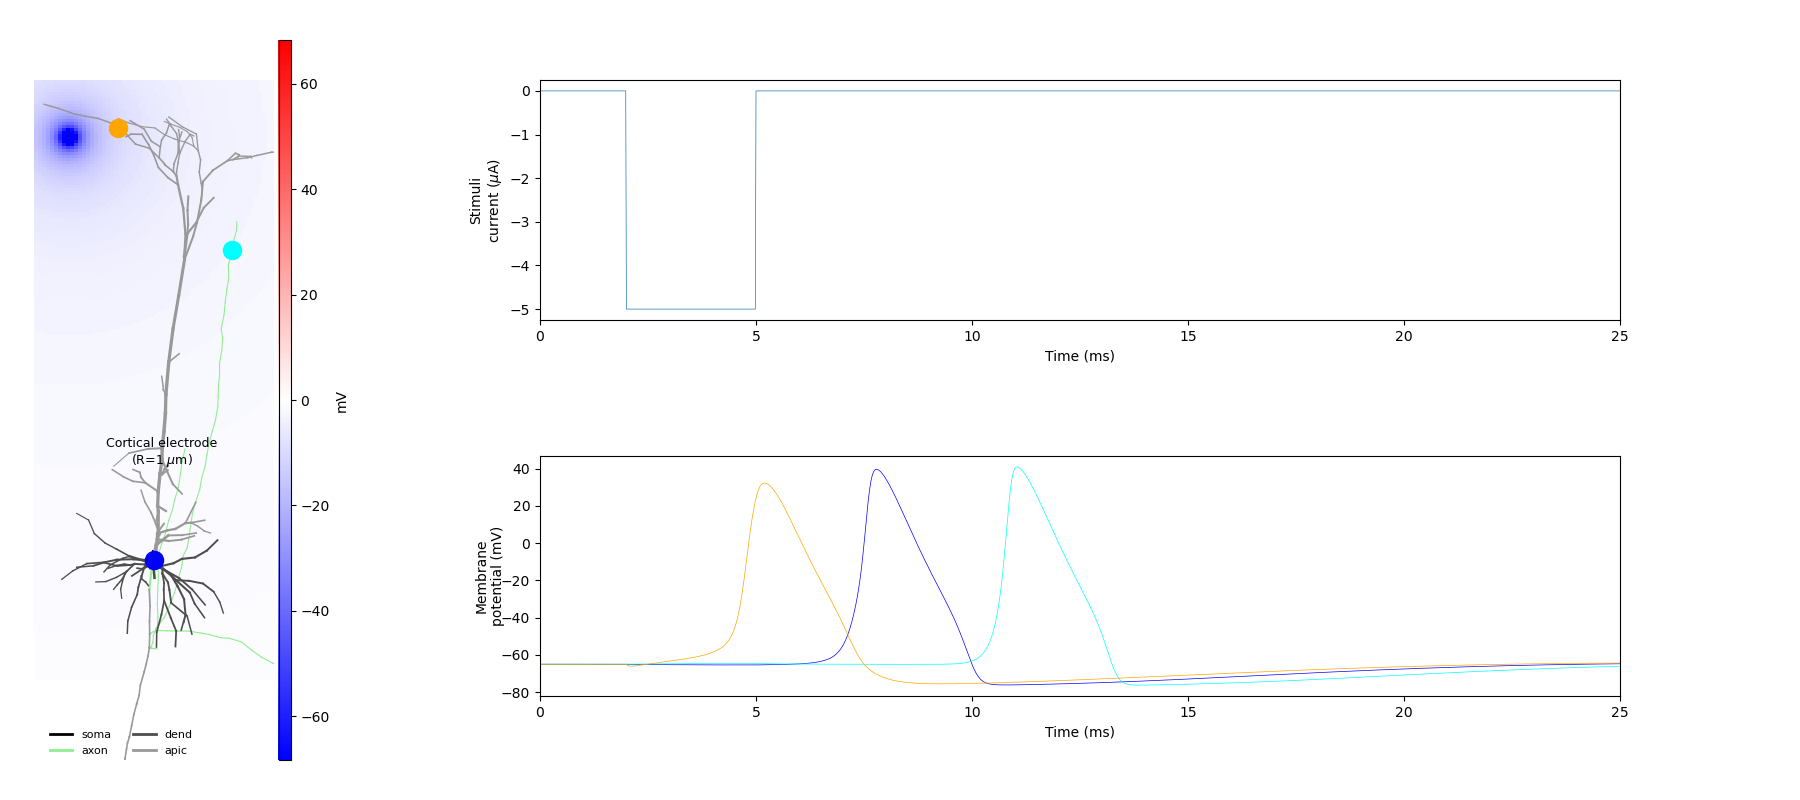 60
40
20
0
−20
−40
−60
mV
Cortical electrode
(R=1 μm)
soma
dend
axon
apic
0
−1
−2
−3
−4
−5
Stimuli
current (μA)
0 5 10 15 20 25
Time (ms)
40
20
0
−20
−40
−60
−80
Membrane
potential (mV)
0 5 10 15 20 25
Time (ms)